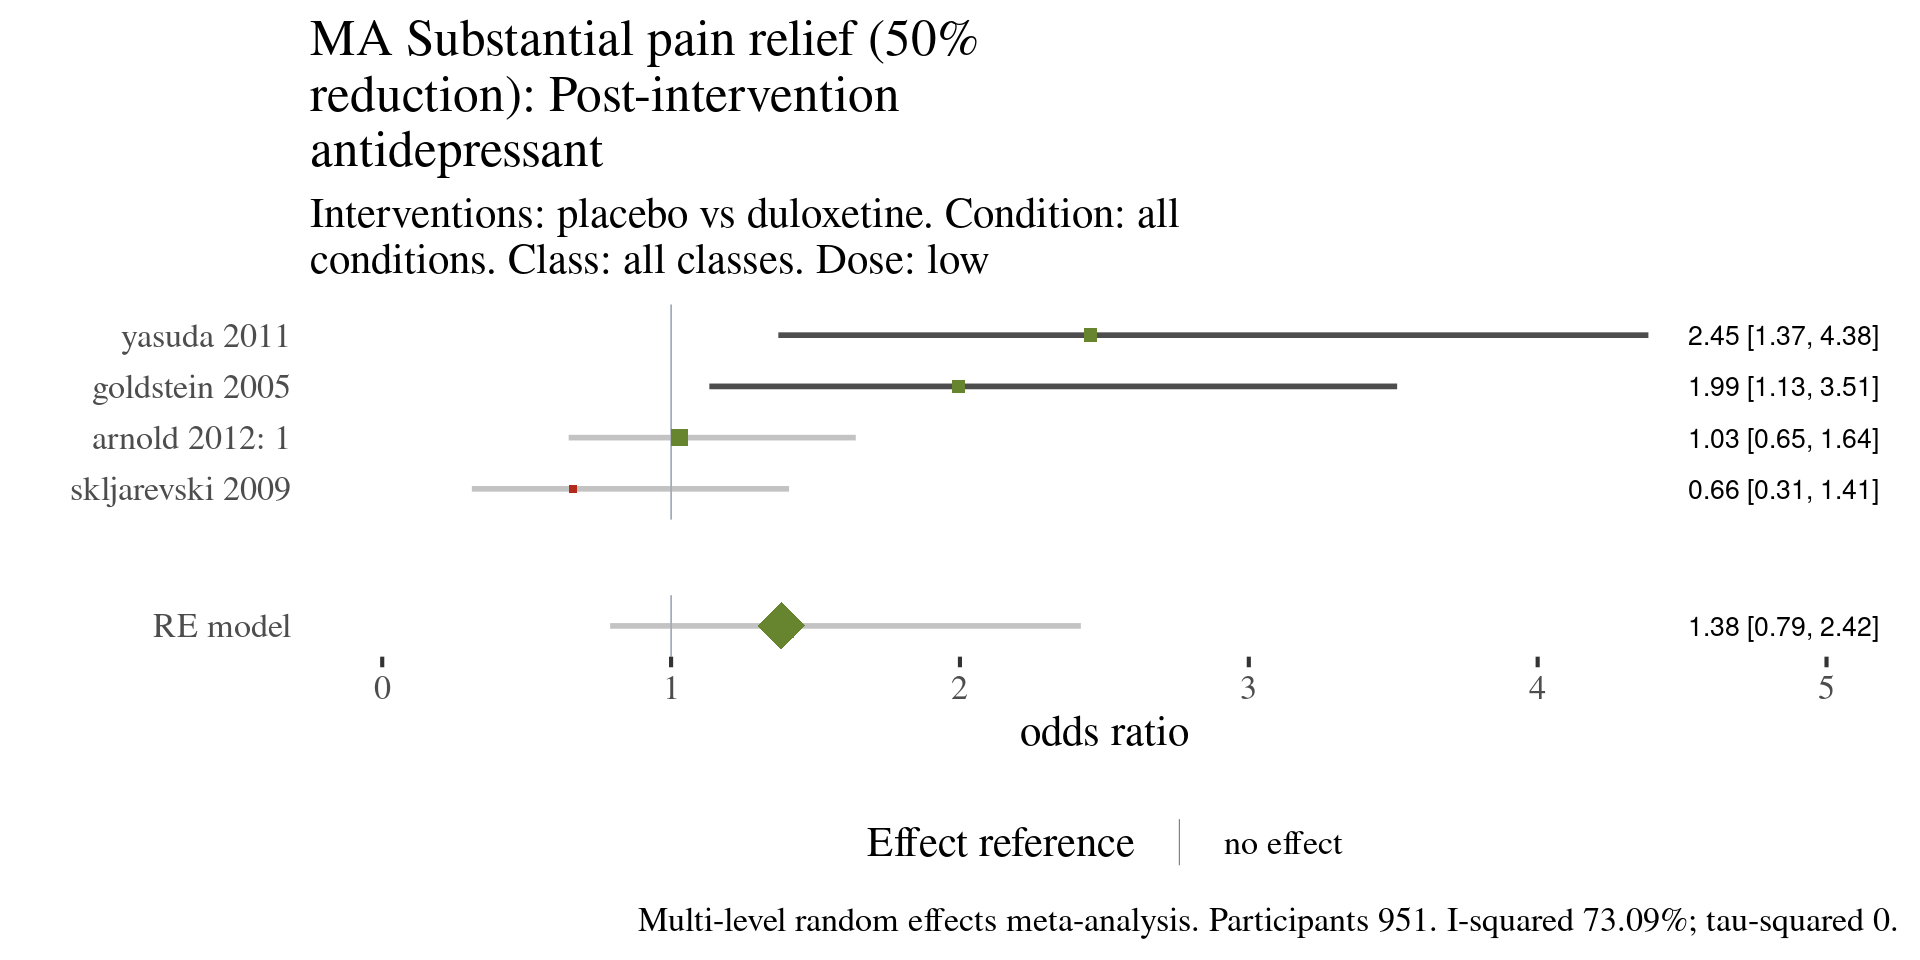 MA Substantial pain relief (50%
reduction): Post-intervention
antidepressant
Interventions: placebo vs duloxetine. Condition: all
conditions. Class: all classes. Dose: low
yasuda 2011 2.45 [1.37, 4.38]
goldstein 2005 1.99 [1.13, 3.51]
arnold 2012: 1 1.03 [0.65, 1.64]
skljarevski 2009 0.66 [0.31, 1.41]
RE model 1.38 [0.79, 2.42]
0 1 2 3 4 5
odds ratio
Effect reference no effect
Multi-level random effects meta-analysis. Participants 951. I-squared 73.09%; tau-squared 0.